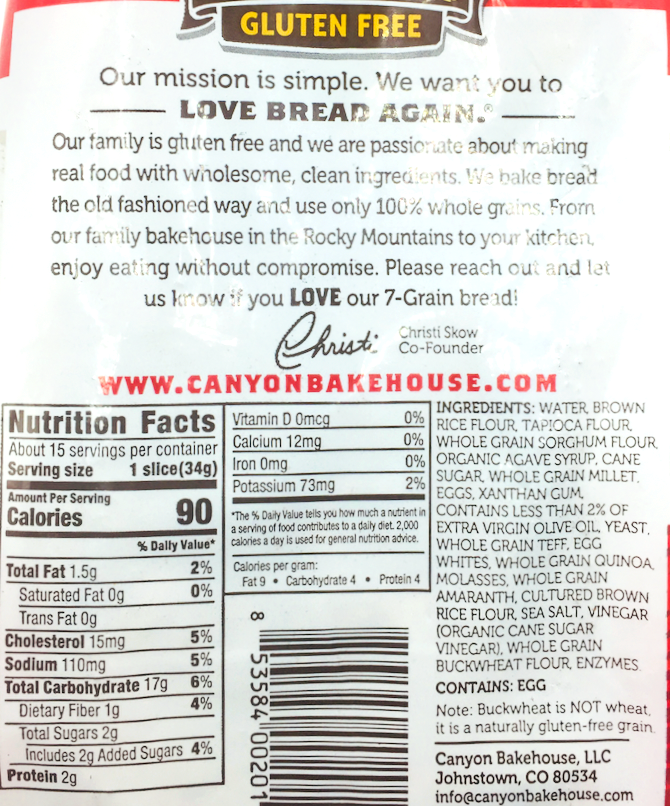 GLUTEN FREE
Our mission is simple. We want you to
LOVE BREAD AGAIN.®
Our family is gluten free and we are passionate about making
real food with wholesome, clean ingredients. We bake bread
the old fashioned way and use only 100% whole grains. From
our family bakehouse in the Rocky Mountains to your kitchen,
enjoy eating without compromise. Please reach out and let
us know if you LOVE our 7-Grain bread!
Christi
Christi Skow
Co-Founder
WWW.CANYONBAKEHOUSE.COM
Nutrition Facts
About 15 servings per container
Serving size 1 slice(34g)
Amount Per Serving
Calories 90
% Daily Value*
Total Fat 1.5g 2%
Saturated Fat 0g 0%
Trans Fat 0g
Cholesterol 15mg 5%
Sodium 110mg 5%
Total Carbohydrate 17g 6%
Dietary Fiber 1g 4%
Total Sugars 2g
Includes 2g Added Sugars 4%
Protein 2g
Vitamin D 0mcg 0%
Calcium 12mg 0%
Iron 0mg 0%
Potassium 73mg 2%
*The % Daily Value tells you how much a nutrient in
a serving of food contributes to a daily diet. 2,000
calories a day is used for general nutrition advice.
Calories per gram:
Fat 9 • Carbohydrate 4 • Protein 4
8 53584 00201
INGREDIENTS: WATER, BROWN
RICE FLOUR, TAPIOCA FLOUR,
WHOLE GRAIN SORGHUM FLOUR,
ORGANIC AGAVE SYRUP, CANE
SUGAR, WHOLE GRAIN MILLET,
EGGS, XANTHAN GUM,
CONTAINS LESS THAN 2% OF
EXTRA VIRGIN OLIVE OIL, YEAST,
WHOLE GRAIN TEFF, EGG
WHITES, WHOLE GRAIN QUINOA,
MOLASSES, WHOLE GRAIN
AMARANTH, CULTURED BROWN
RICE FLOUR, SEA SALT, VINEGAR
(ORGANIC CANE SUGAR
VINEGAR), WHOLE GRAIN
BUCKWHEAT FLOUR, ENZYMES.
CONTAINS: EGG
Note: Buckwheat is NOT wheat,
it is a naturally gluten-free grain.
Canyon Bakehouse, LLC
Johnstown, CO 80534
info@canyonbakehouse.com